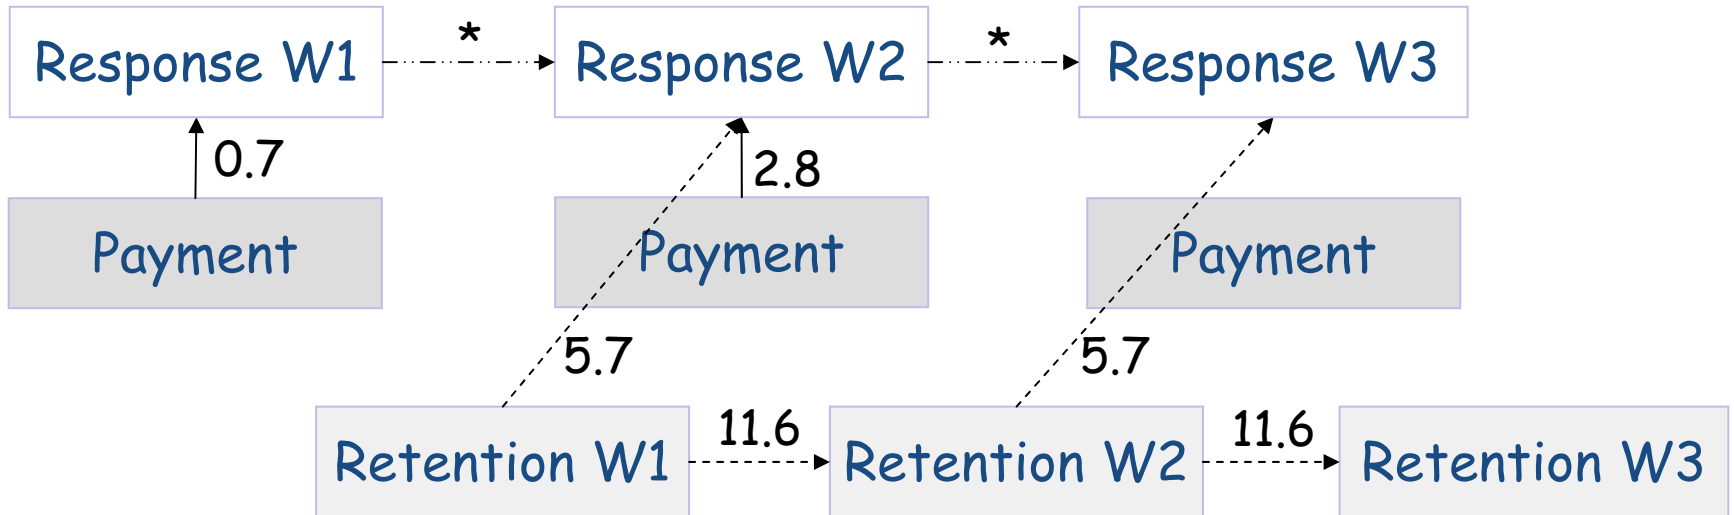 Response W1
*
Response W2
*
Response W3
0.7
2.8
Payment
Payment
Payment
5.7
5.7
Retention W1
11.6
Retention W2
11.6
Retention W3